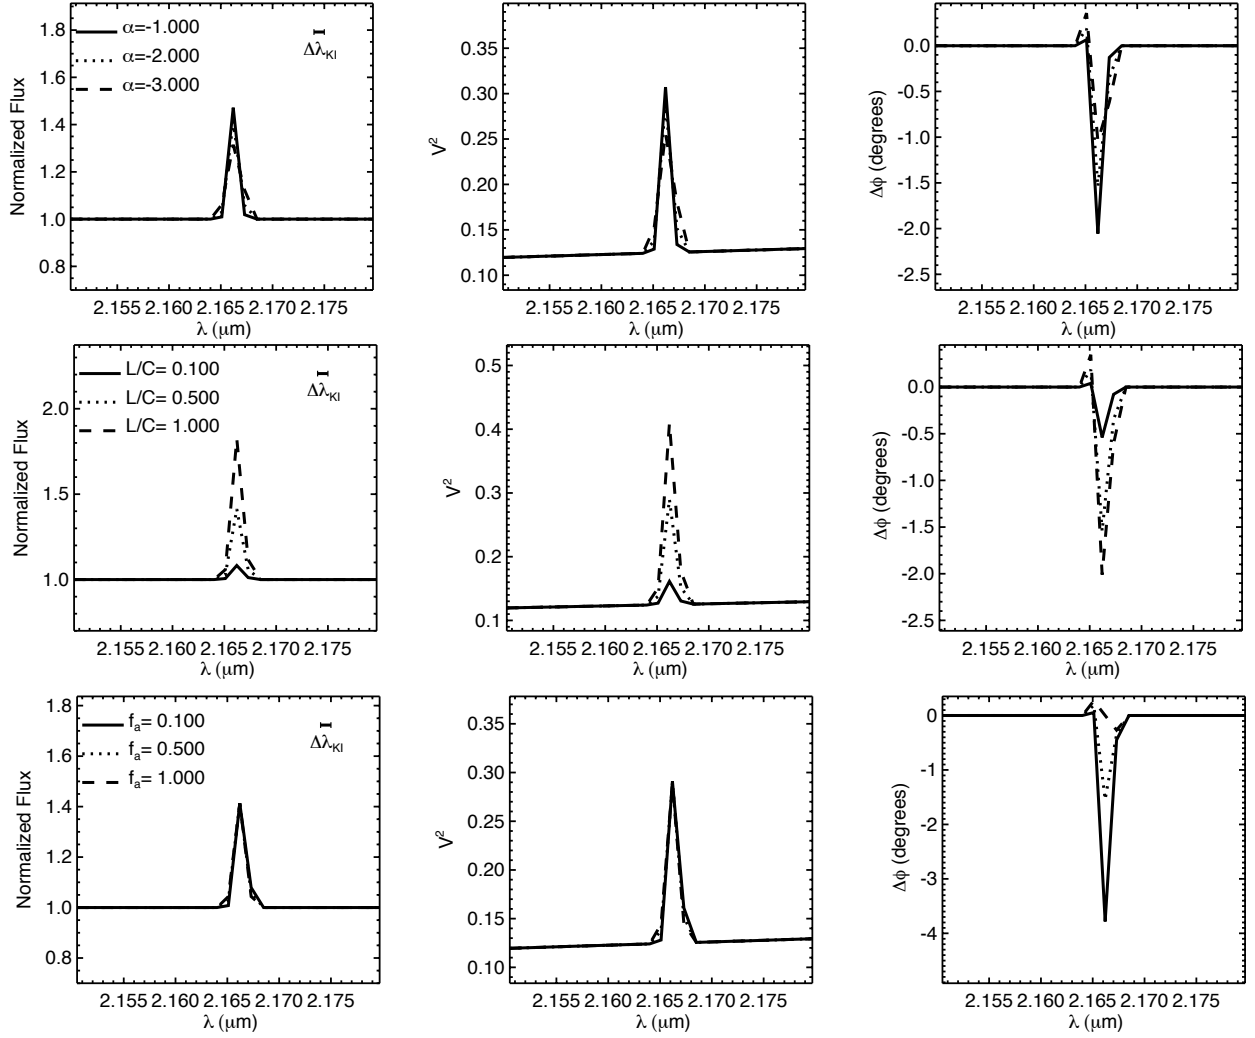 1.8
1.6
1.4
1.2
1.0
0.8
Normalized Flux
α=-1.000
α=-2.000
α=-3.000
Δλ_KI
2.155 2.160 2.165 2.170 2.175
λ (μm)
0.35
0.30
0.25
0.20
0.15
0.10
V²
2.155 2.160 2.165 2.170 2.175
λ (μm)
0.0
-0.5
-1.0
-1.5
-2.0
-2.5
Δφ (degrees)
2.155 2.160 2.165 2.170 2.175
λ (μm)
2.0
1.5
1.0
Normalized Flux
L/C= 0.100
L/C= 0.500
L/C= 1.000
Δλ_KI
2.155 2.160 2.165 2.170 2.175
λ (μm)
0.5
0.4
0.3
0.2
0.1
V²
2.155 2.160 2.165 2.170 2.175
λ (μm)
0.0
-0.5
-1.0
-1.5
-2.0
-2.5
Δφ (degrees)
2.155 2.160 2.165 2.170 2.175
λ (μm)
1.8
1.6
1.4
1.2
1.0
0.8
Normalized Flux
f_a= 0.100
f_a= 0.500
f_a= 1.000
Δλ_KI
2.155 2.160 2.165 2.170 2.175
λ (μm)
0.35
0.30
0.25
0.20
0.15
0.10
V²
2.155 2.160 2.165 2.170 2.175
λ (μm)
0
-1
-2
-3
-4
Δφ (degrees)
2.155 2.160 2.165 2.170 2.175
λ (μm)